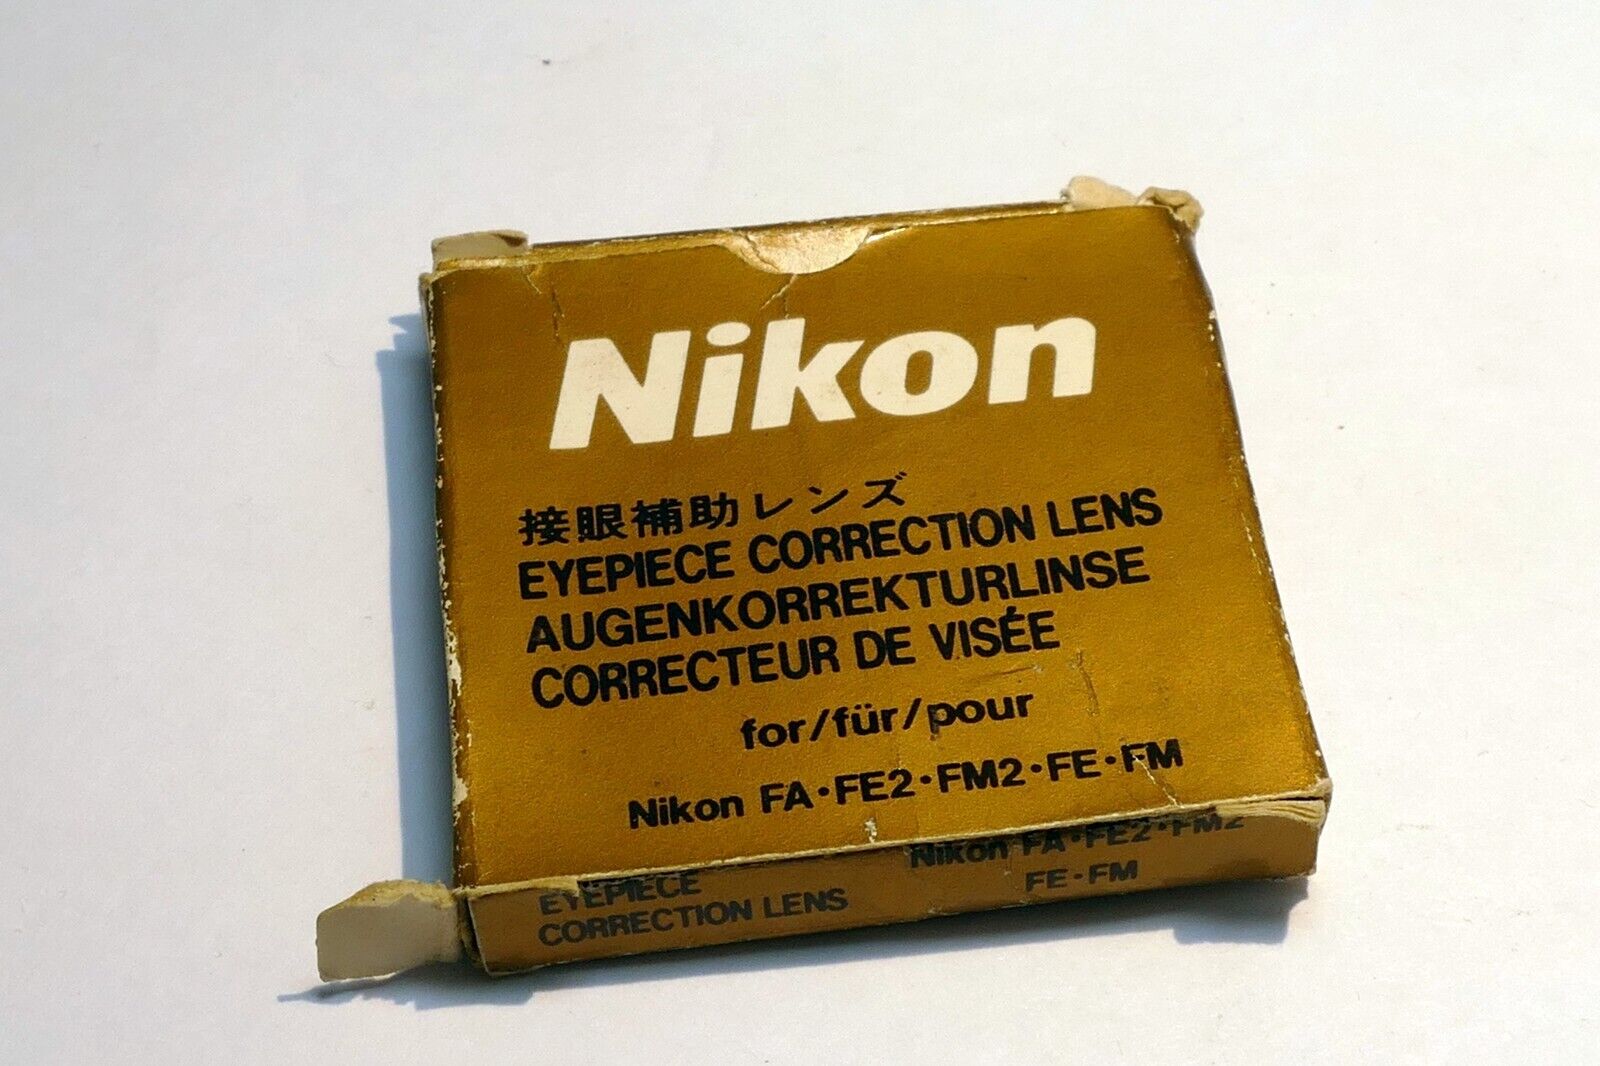 Nikon
接眼補助レンズ
EYEPIECE CORRECTION LENS
AUGENKORREKTURLINSE
CORRECTEUR DE VISÉE
for/für/pour
Nikon FA·FE2·FM2·FE·FM
EYEPIECE
CORRECTION LENS
Nikon FA·FE2·FM2
FE·FM